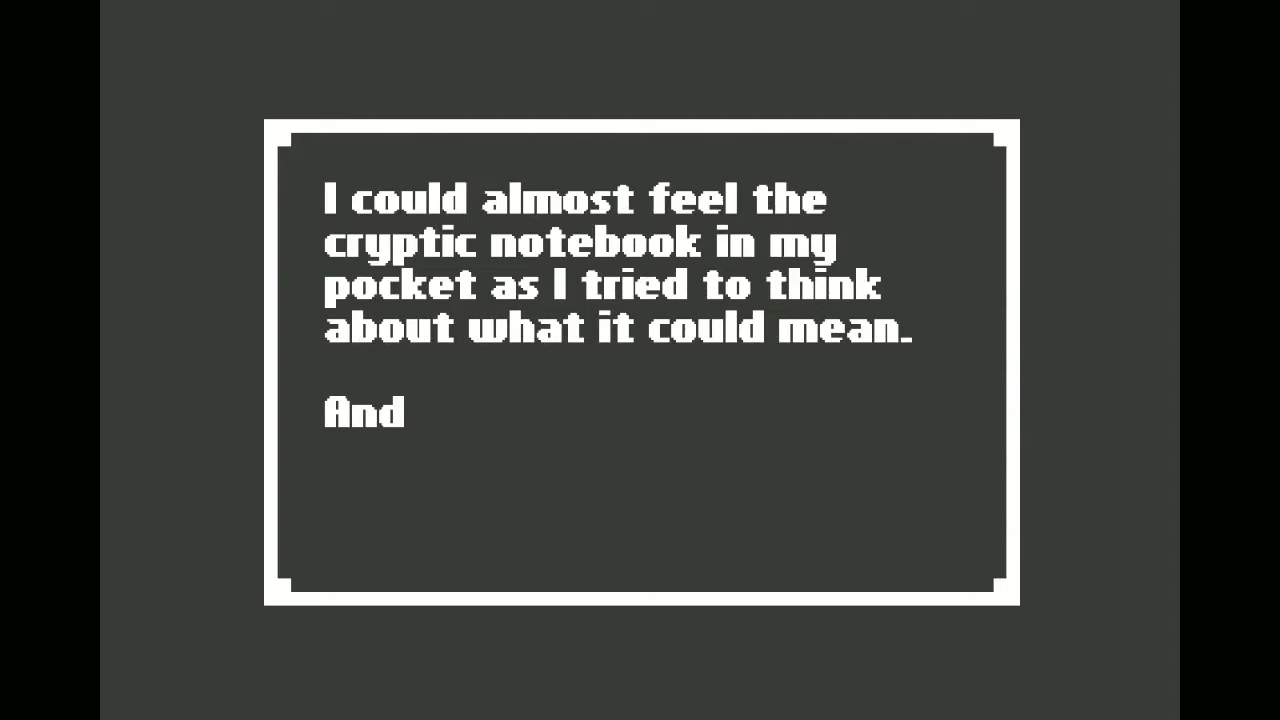 I could almost feel the
cryptic notebook in my
pocket as I tried to think
about what it could mean.
And